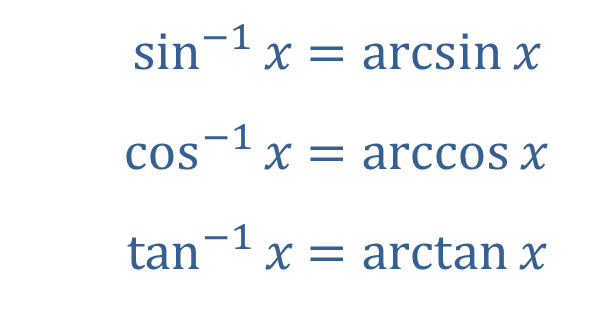 sin⁻¹ x = arcsin x
cos⁻¹ x = arccos x
tan⁻¹ x = arctan x